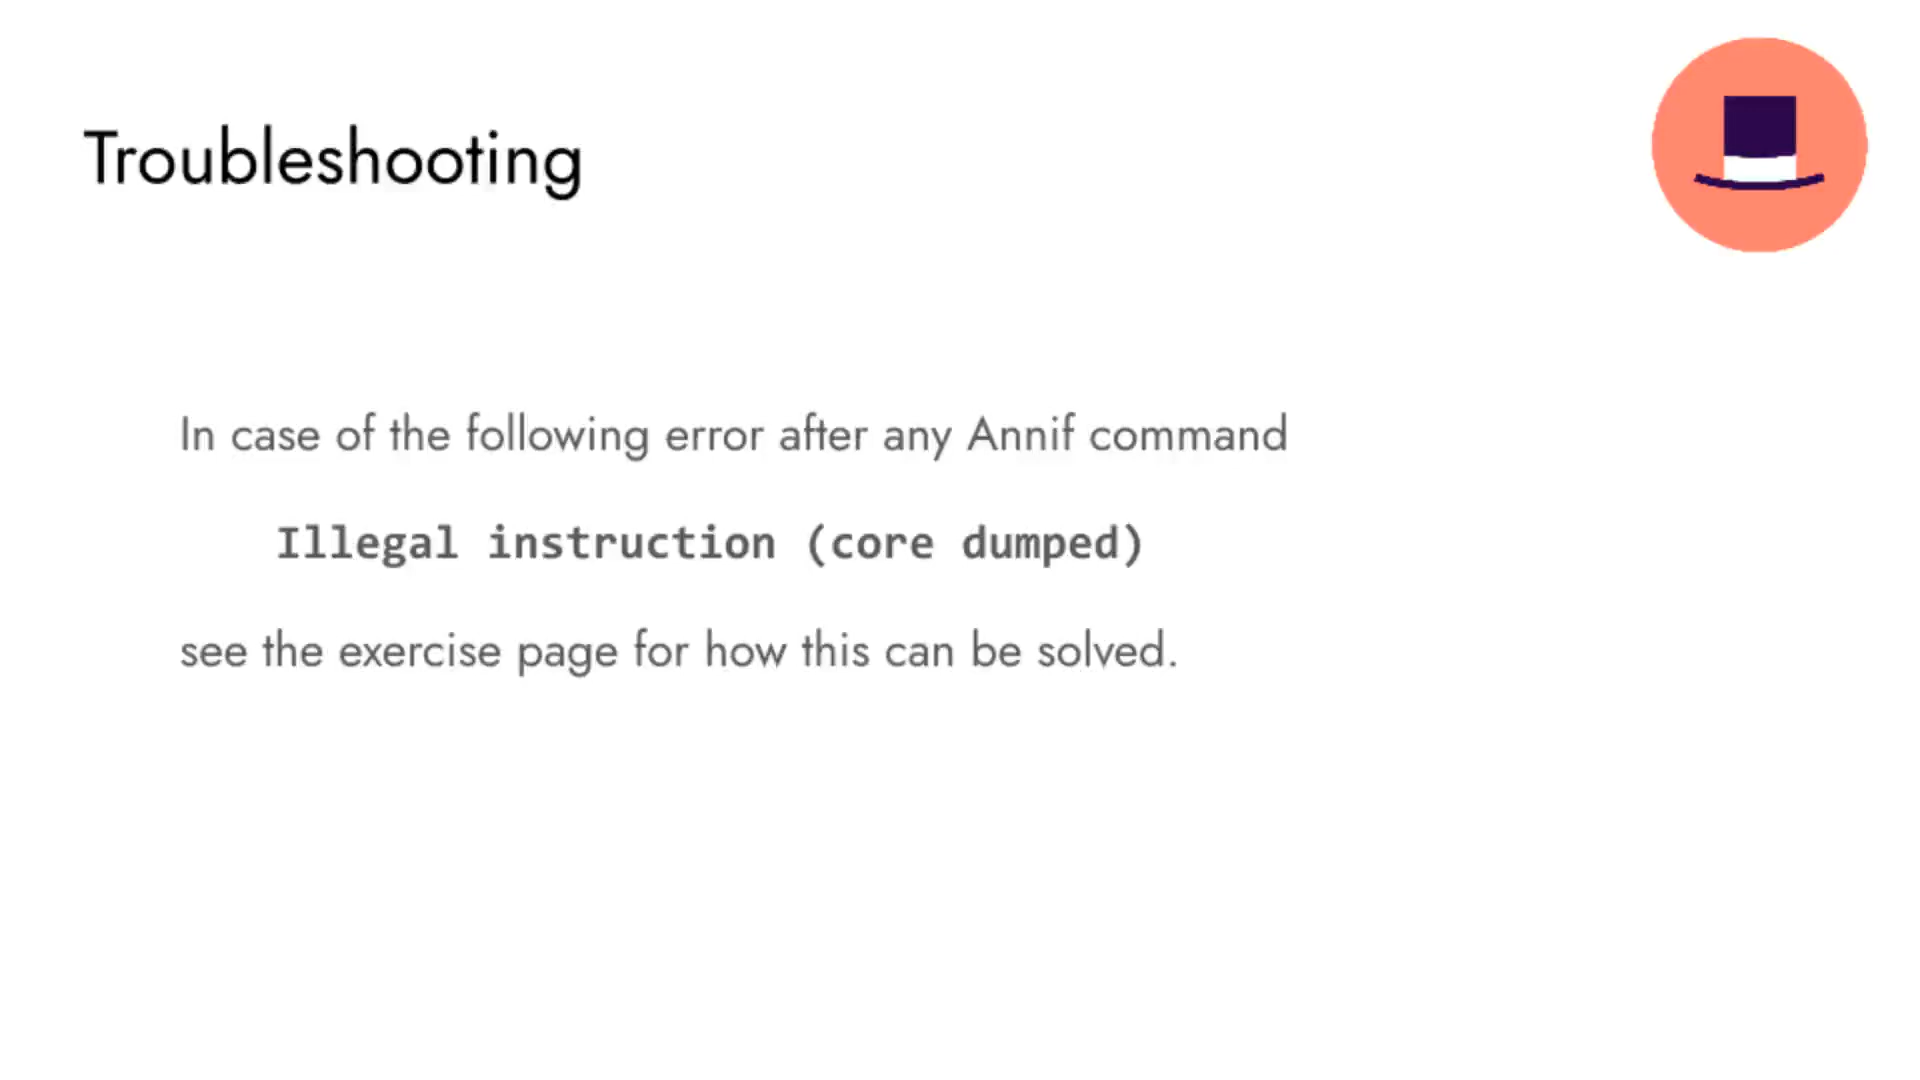 Troubleshooting
In case of the following error after any Annif command
Illegal instruction (core dumped)
see the exercise page for how this can be solved.